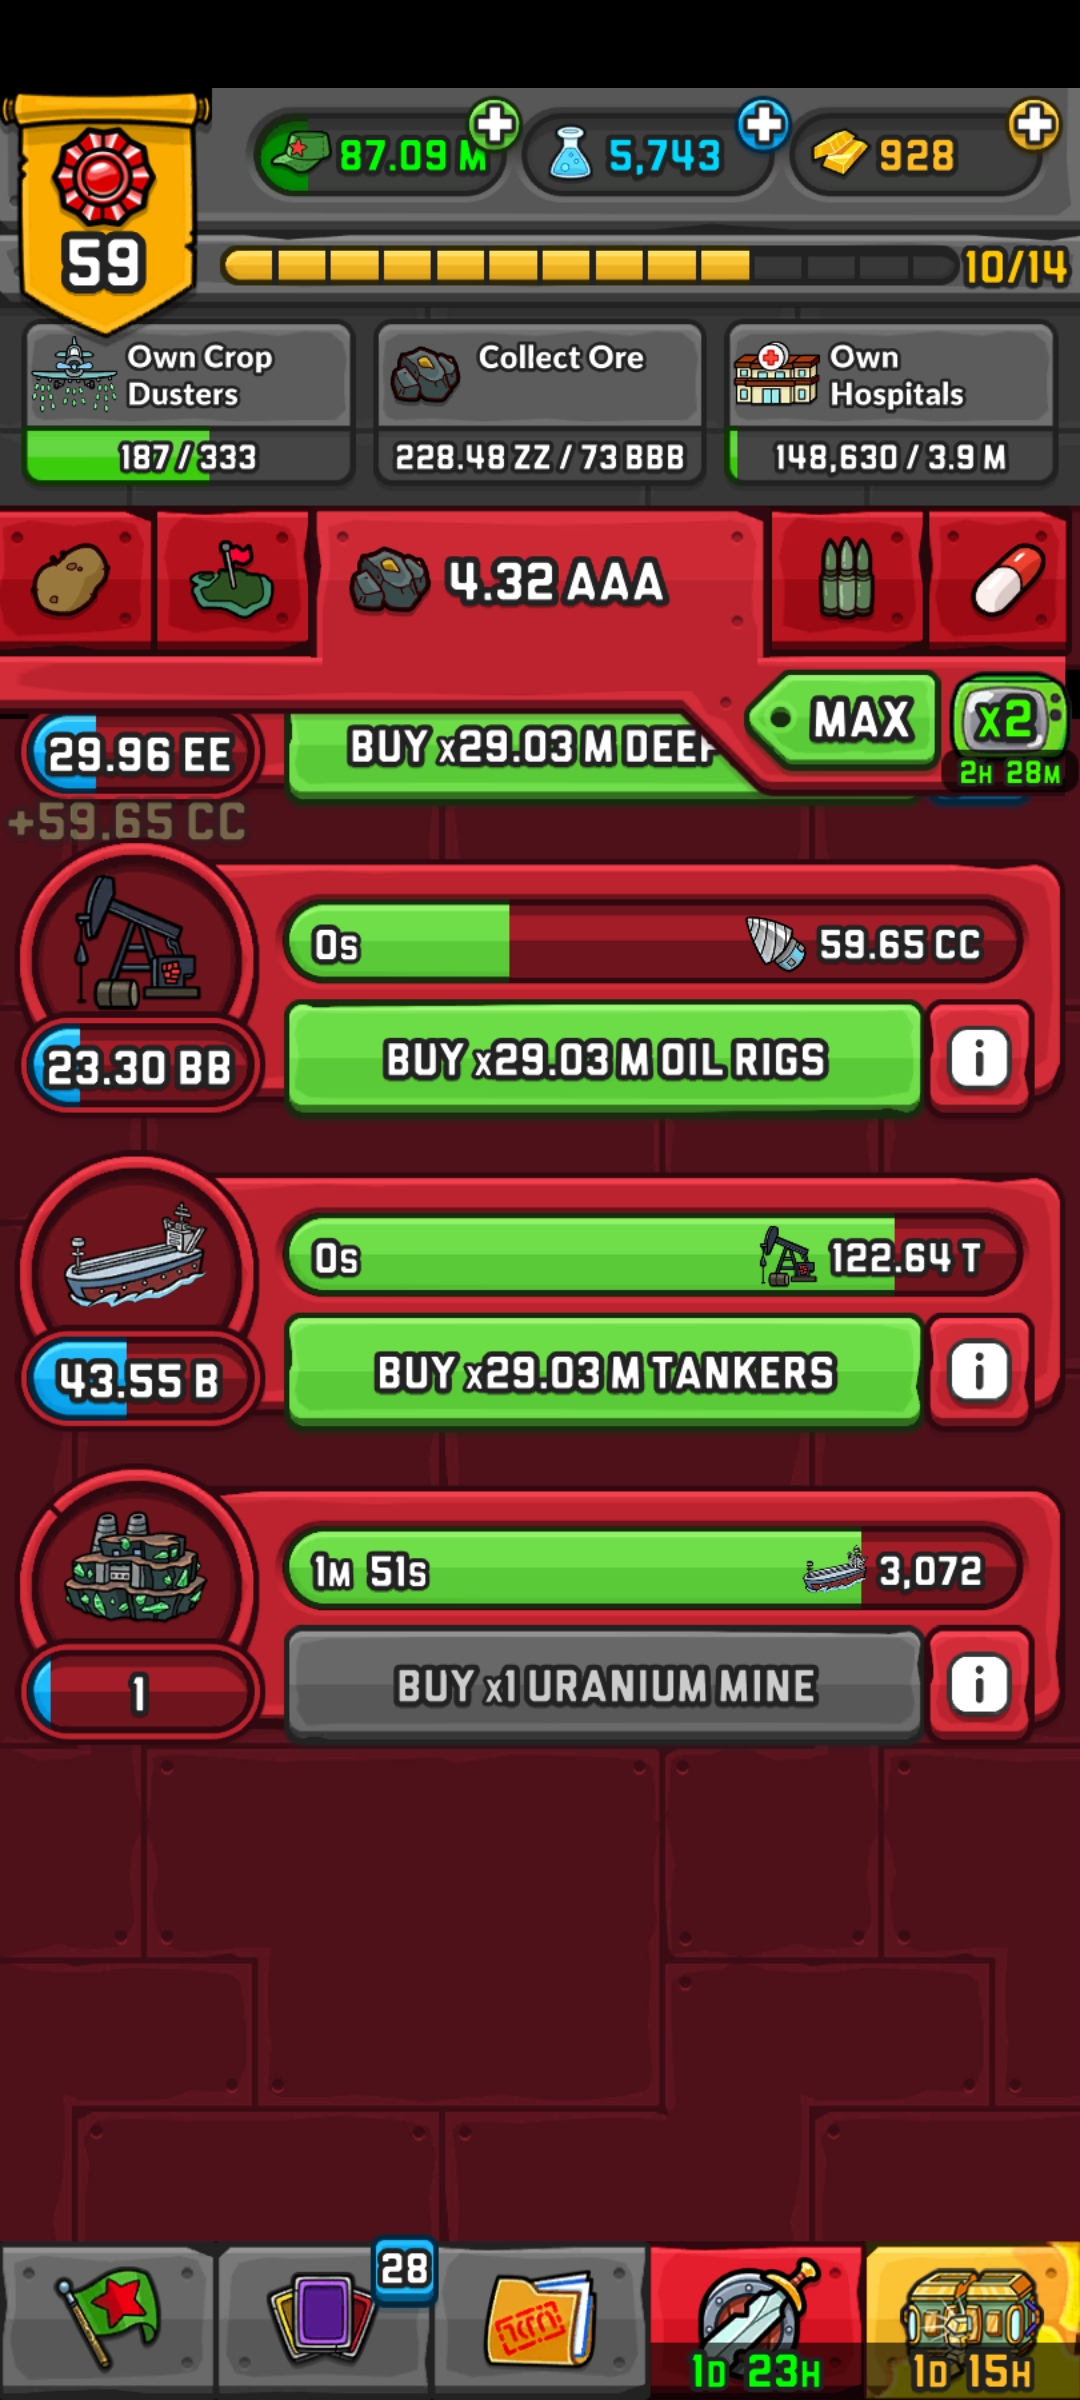 59
87.09 M
5,743
928
10/14
Own Crop
Dusters
187/333
Collect Ore
228.48 ZZ / 73 BBB
Own
Hospitals
148,630 / 3.9 M
4.32 AAA
MAX
x2
2H 28M
29.96 EE
BUY x29.03 M DEEP
+59.65 CC
0s
59.65 CC
23.30 BB
BUY x29.03 M OIL RIGS
i
0s
122.64 T
43.55 B
BUY x29.03 M TANKERS
i
1M 51s
3,072
1
BUY x1 URANIUM MINE
i
28
1D 23H
1D 15H